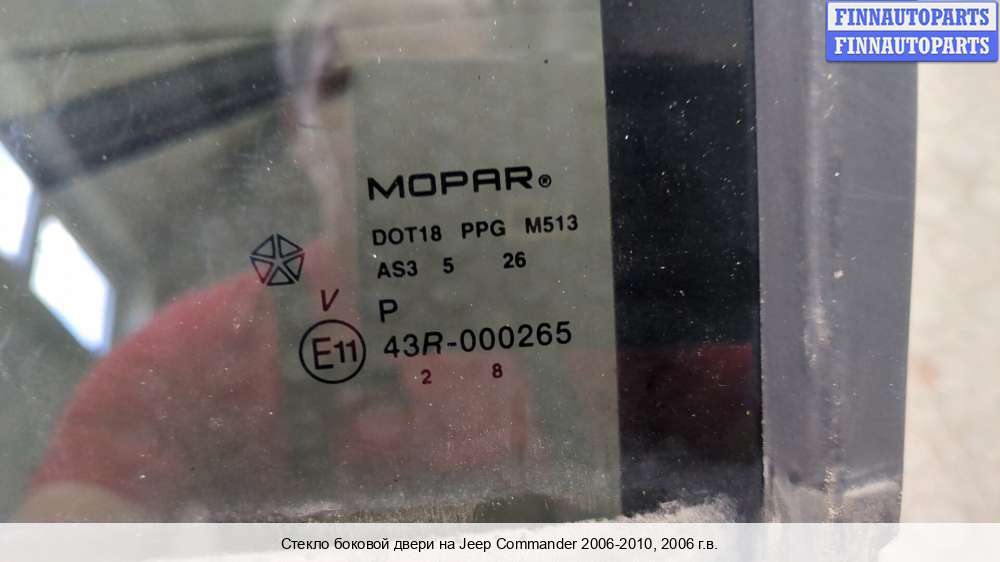 FINNAUTOPARTS
FINNAUTOPARTS
MOPAR®
DOT18 PPG M513
AS3 5 26
V P
E11 43R-000265
2 8
Стекло боковой двери на Jeep Commander 2006-2010, 2006 г.в.